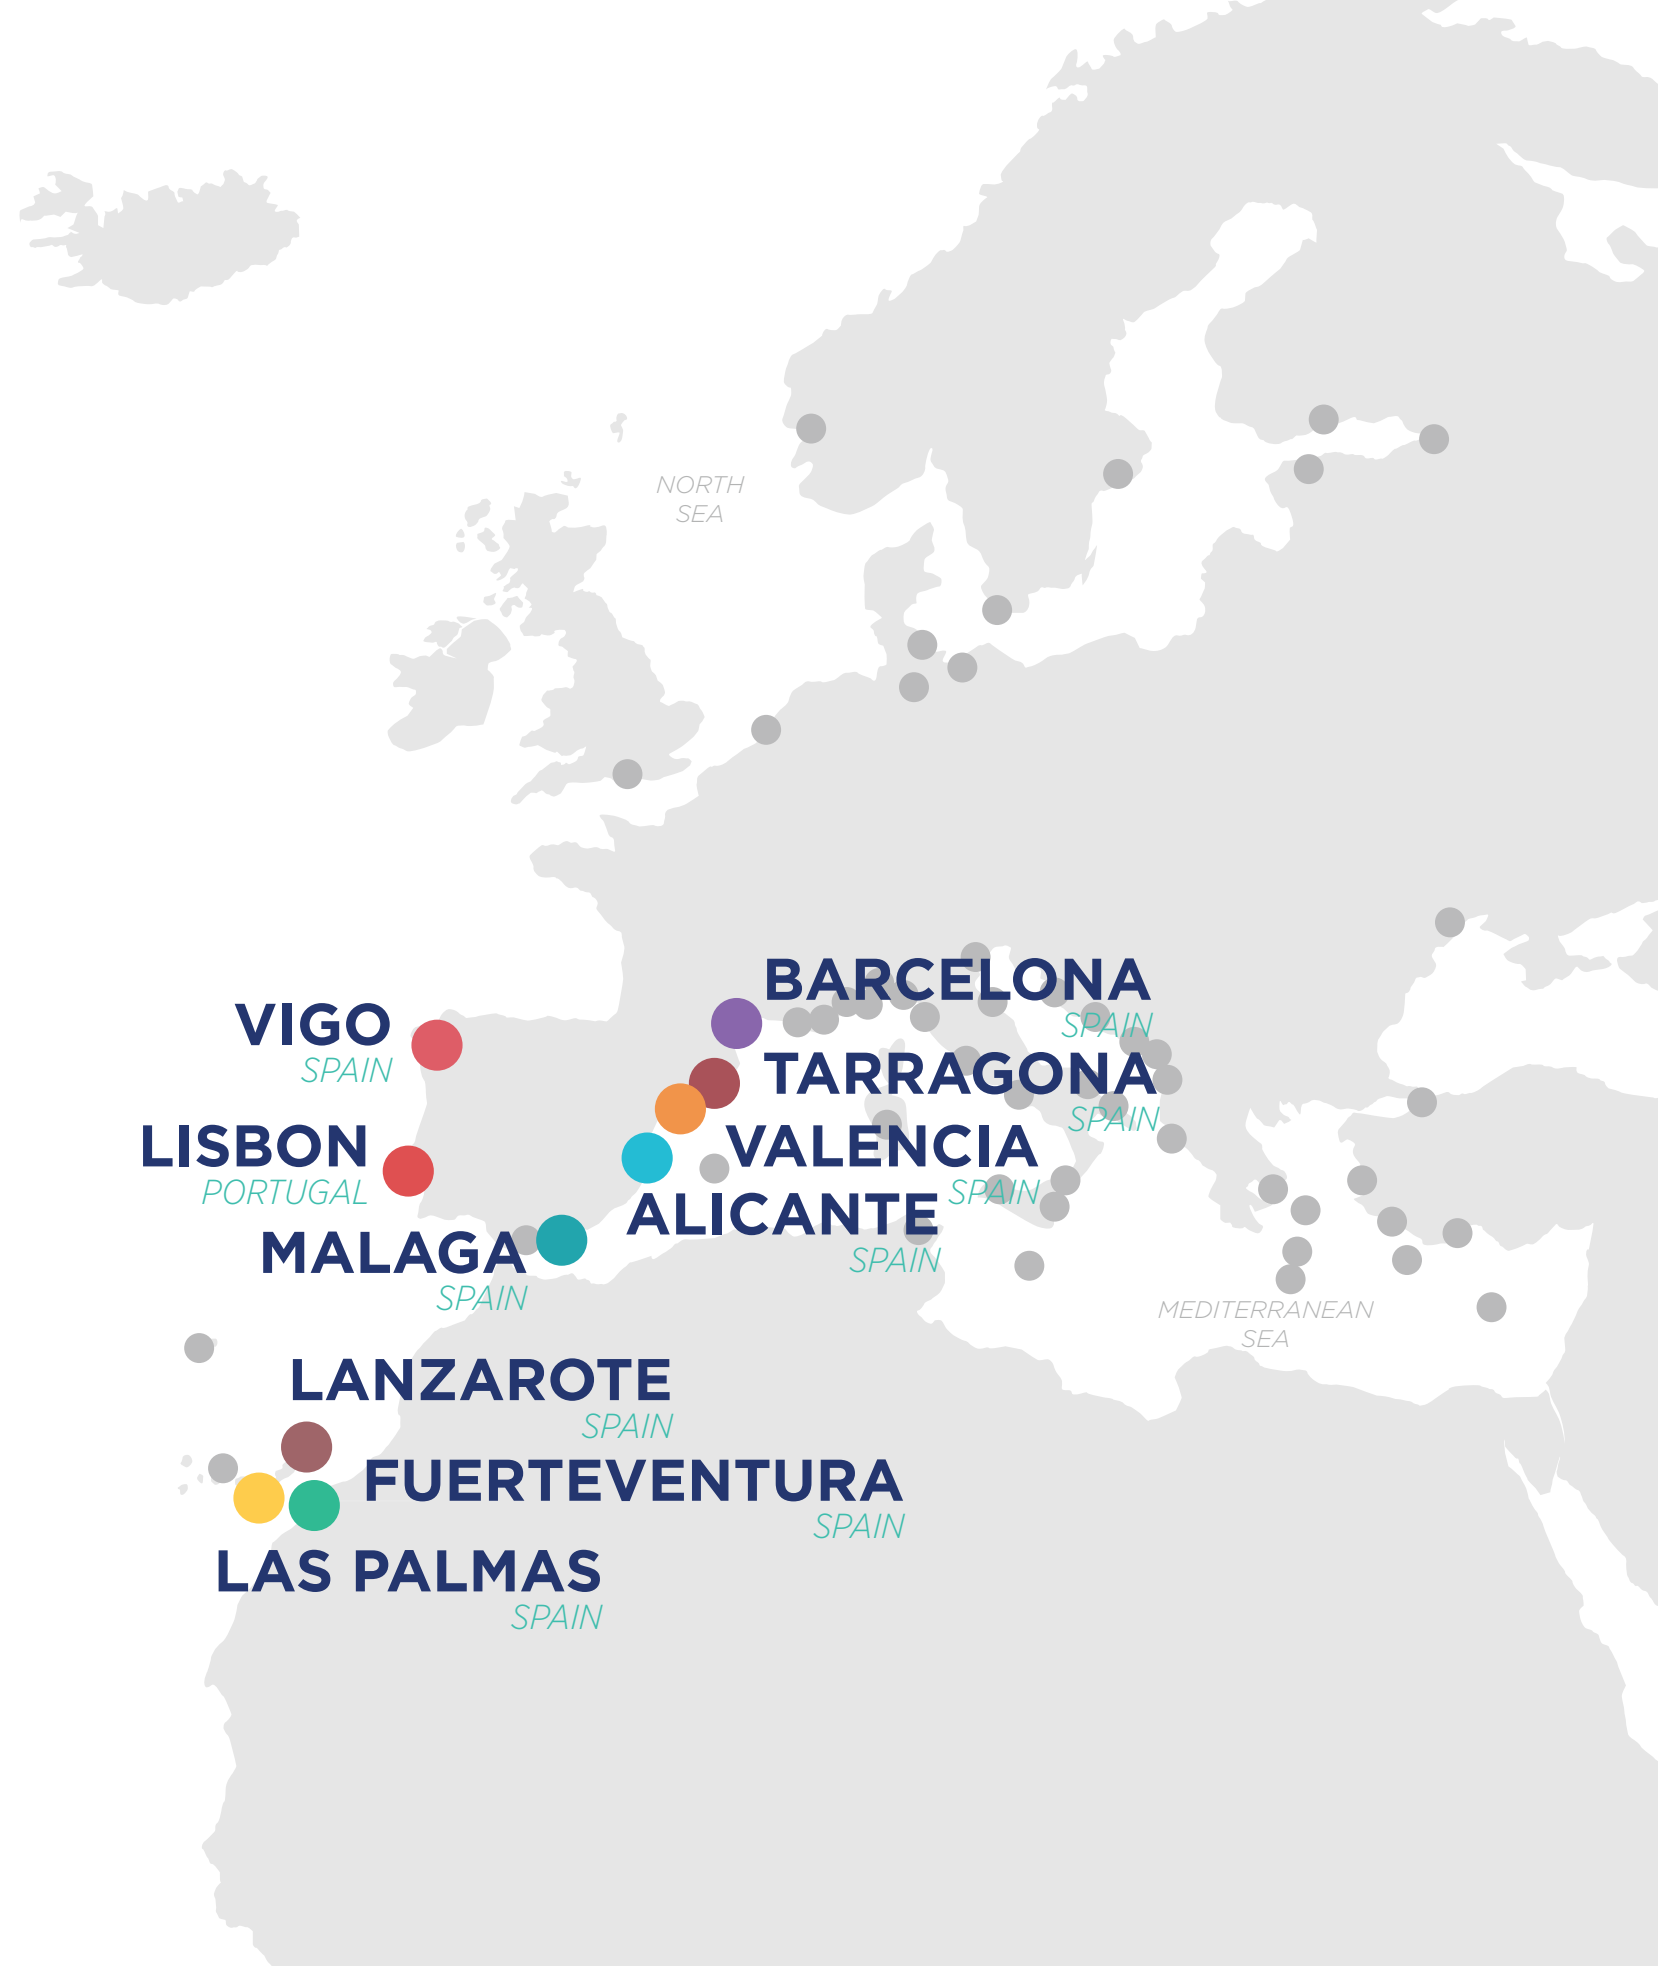 NORTH
SEA
BARCELONA
SPAIN
VIGO
SPAIN
TARRAGONA
SPAIN
LISBON
PORTUGAL
VALENCIA
SPAIN
ALICANTE
SPAIN
MALAGA
SPAIN
MEDITERRANEAN
SEA
LANZAROTE
SPAIN
FUERTEVENTURA
SPAIN
LAS PALMAS
SPAIN